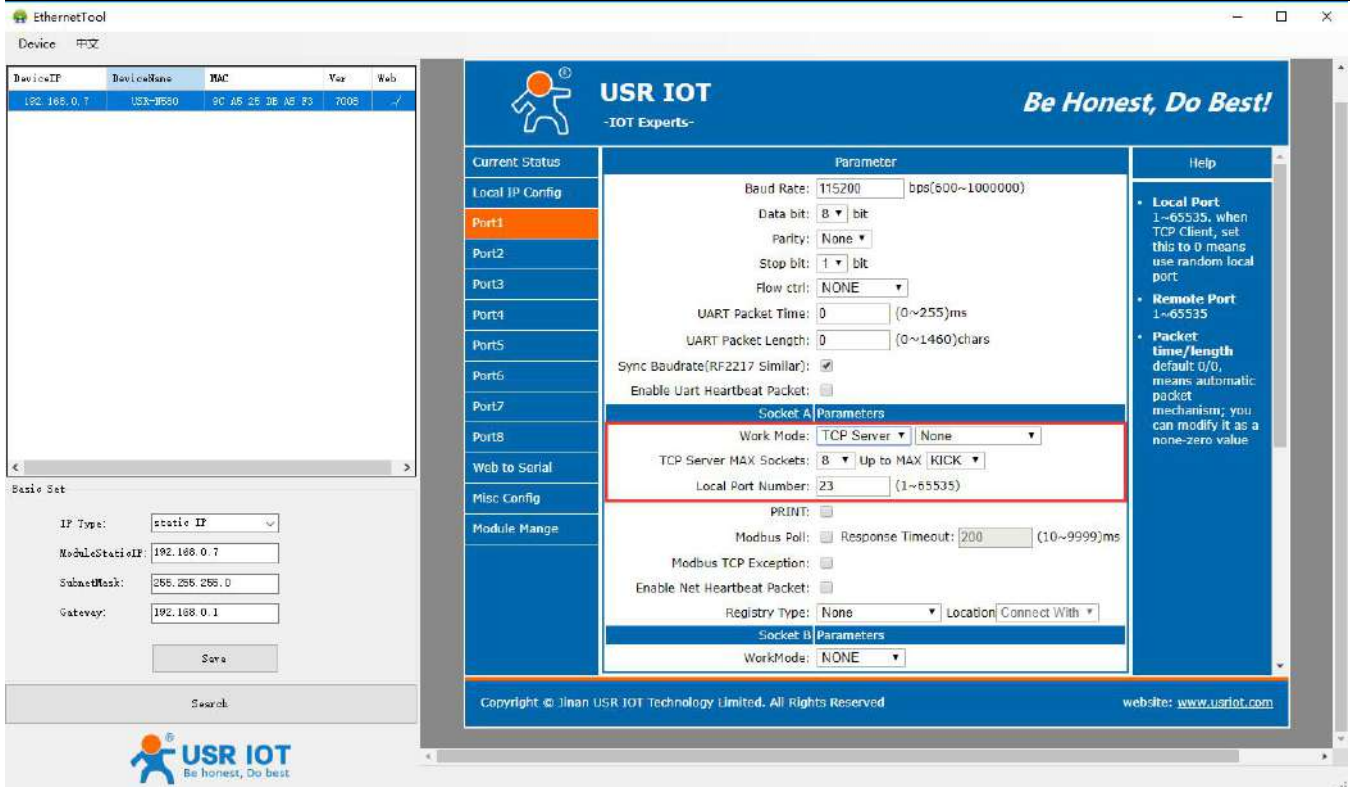 EthernetTool
Device 中文
DeviceIP DeviceName MAC Ver Web
192.168.0.7 USR-N580 9C A5 25 DE A5 F3 7008
Basic Set
IP Type: static IP
ModuleStaticIP: 192.168.0.7
SubnetMask: 255.255.255.0
Gateway: 192.168.0.1
Save
Search
USR IOT
Be honest, Do best
USR IOT
-IOT Experts-
Be Honest, Do Best!
Current Status
Local IP Config
Port1
Port2
Port3
Port4
Port5
Port6
Port7
Port8
Web to Serial
Misc Config
Module Mange
Parameter
Baud Rate: 115200 bps(600~1000000)
Data bit: 8 bit
Parity: None
Stop bit: 1 bit
Flow ctrl: NONE
UART Packet Time: 0 (0~255)ms
UART Packet Length: 0 (0~1460)chars
Sync Baudrate(RF2217 Similar):
Enable Uart Heartbeat Packet:
Socket A Parameters
Work Mode: TCP Server None
TCP Server MAX Sockets: 8 Up to MAX KICK
Local Port Number: 23 (1~65535)
PRINT:
Modbus Poll: Response Timeout: 200 (10~9999)ms
Modbus TCP Exception:
Enable Net Heartbeat Packet:
Registry Type: None Location Connect With
Socket B Parameters
WorkMode: NONE
Help
• Local Port
1~65535. when
TCP Client, set
this to 0 means
use random local
port
• Remote Port
1~65535
• Packet
time/length
default 0/0,
means automatic
packet
mechanism; you
can modify it as a
none-zero value
Copyright © Jinan USR IOT Technology Limited. All Rights Reserved
website: www.usriot.com